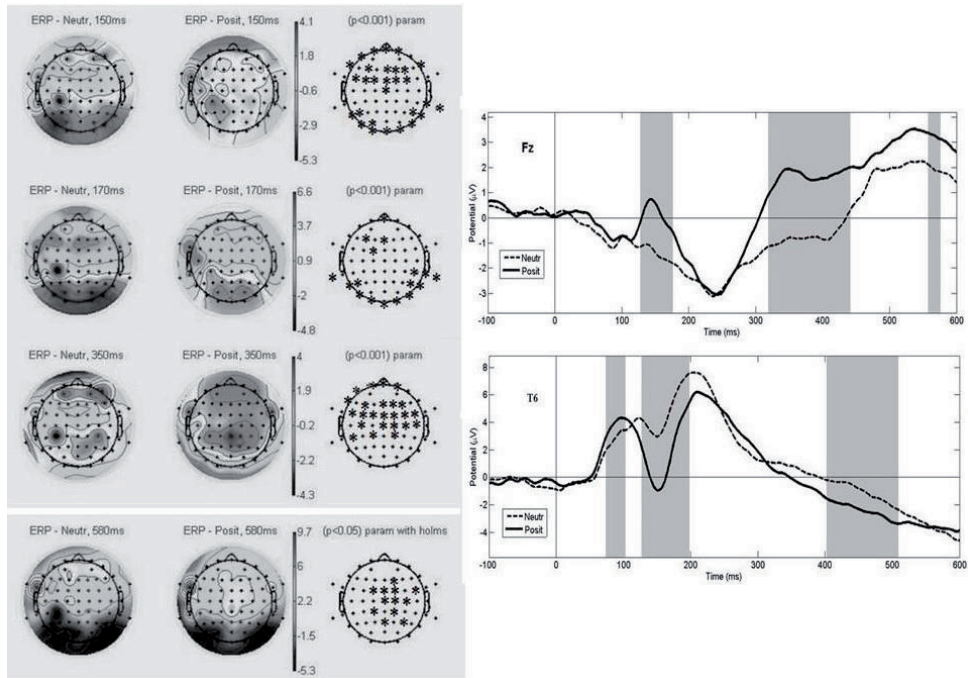 ERP - Neutr, 150ms ERP - Posit, 150ms (p<0.001) param
4.1
1.8
-0.6
-2.9
-5.3
ERP - Neutr, 170ms ERP - Posit, 170ms (p<0.001) param
6.6
3.7
0.9
-2
-4.8
ERP - Neutr, 350ms ERP - Posit, 350ms (p<0.001) param
4
1.9
-0.2
-2.2
-4.3
ERP - Neutr, 580ms ERP - Posit, 580ms (p<0.05) param with holms
9.7
6
2.2
-1.5
-5.3
Fz
Potential (µV)
4
3
2
1
0
-1
-2
-3
Neutr
Posit
-100 0 100 200 300 400 500 600
Time (ms)
T6
Potential (µV)
8
6
4
2
0
-2
-4
Neutr
Posit
-100 0 100 200 300 400 500 600
Time (ms)